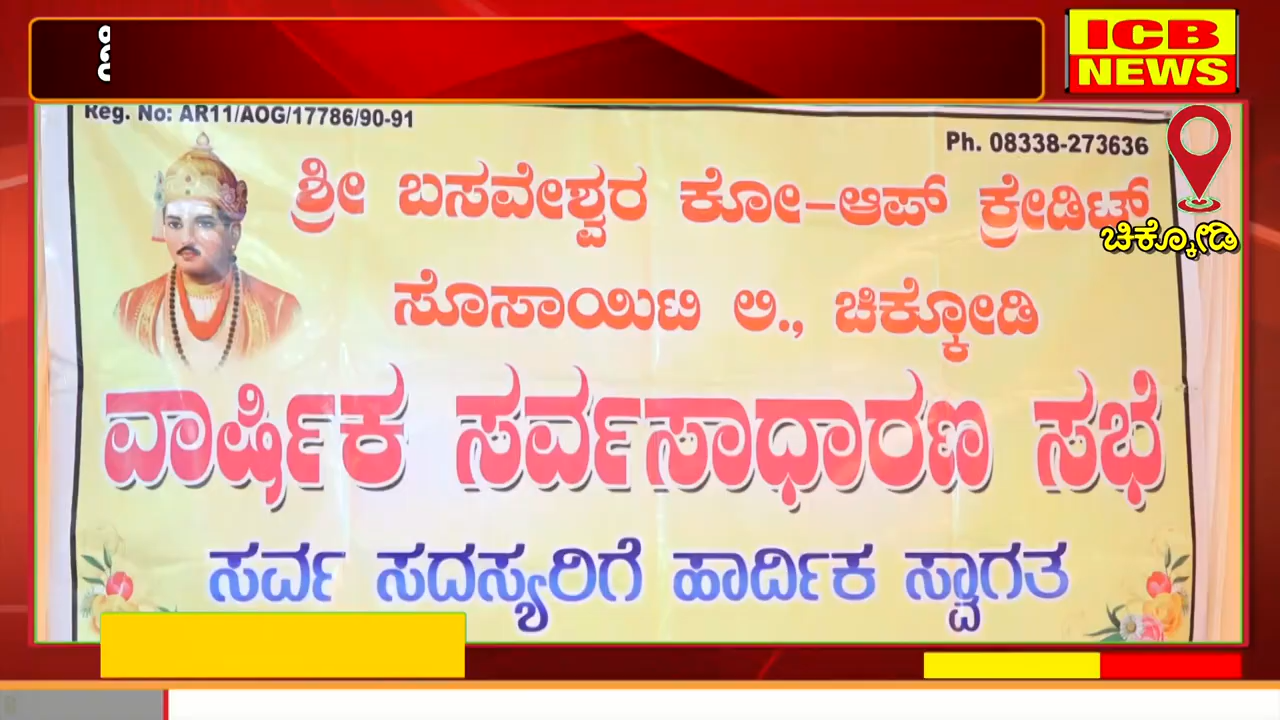 ICB
NEWS
Reg. No: AR11/AOG/17786/90-91
Ph. 08338-273636
ಶ್ರೀ ಬಸವೇಶ್ವರ ಕೋ-ಆಪ್ ಕ್ರೇಡಿಟ್
ಚಿಕ್ಕೋಡಿ
ಸೊಸಾಯಿಟಿ ಲಿ., ಚಿಕ್ಕೋಡಿ
ವಾರ್ಷಿಕ ಸರ್ವಸಾಧಾರಣ ಸಭೆ
ಸರ್ವ ಸದಸ್ಯರಿಗೆ ಹಾರ್ದಿಕ ಸ್ವಾಗತ